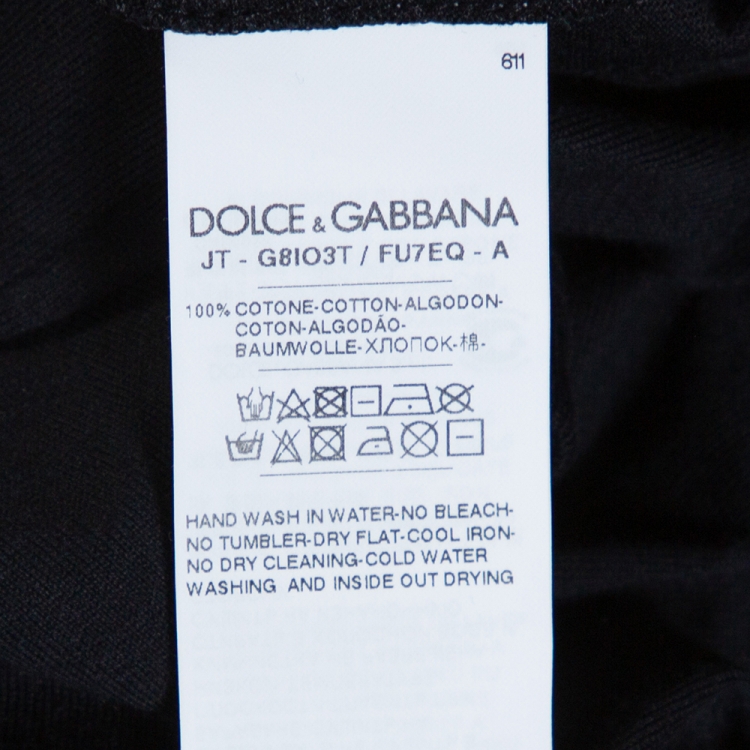 611
DOLCE & GABBANA
JT - G8IO3T / FU7EQ - A
100% COTONE-COTTON-ALGODON-
COTON-ALGODÃO-
BAUMWOLLE-ХЛОПОК-棉-
HAND WASH IN WATER-NO BLEACH-
NO TUMBLER-DRY FLAT-COOL IRON-
NO DRY CLEANING-COLD WATER
WASHING AND INSIDE OUT DRYING